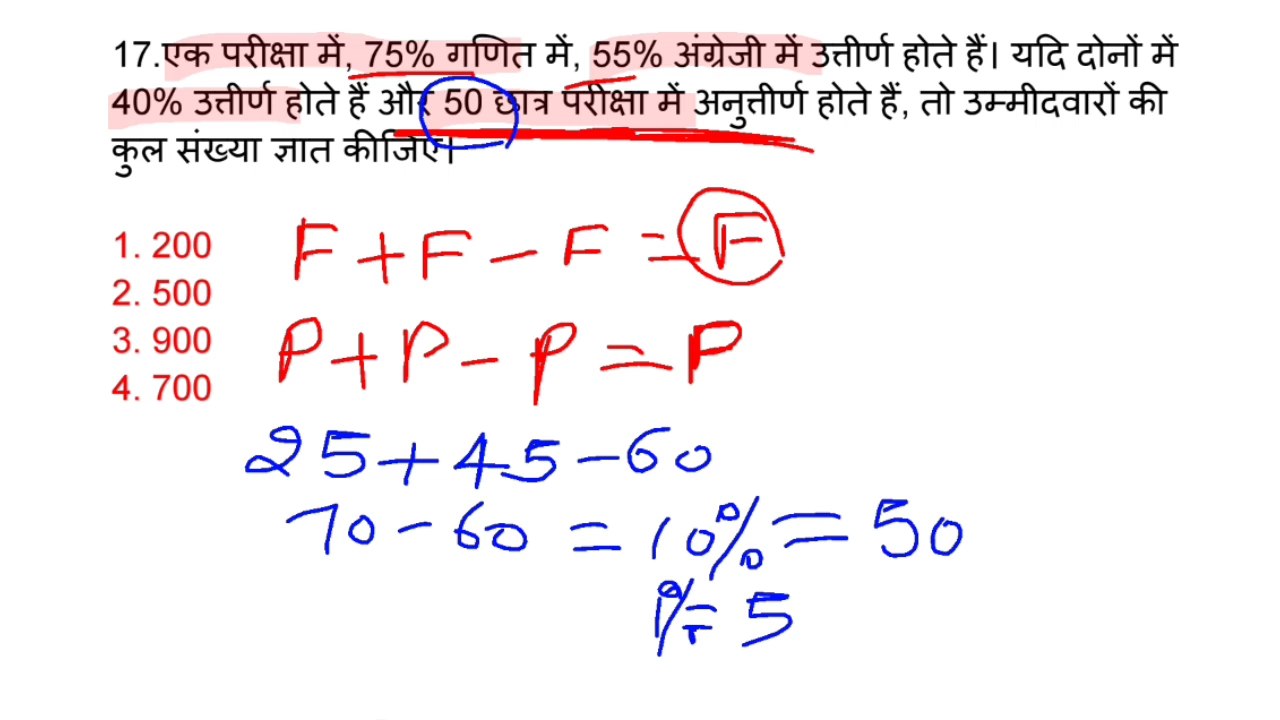 17.एक परीक्षा में, 75% गणित में, 55% अंग्रेजी में उत्तीर्ण होते हैं। यदि दोनों में
40% उत्तीर्ण होते हैं और 50 छात्र परीक्षा में अनुत्तीर्ण होते हैं, तो उम्मीदवारों की
कुल संख्या ज्ञात कीजिए।
1. 200
2. 500
3. 900
4. 700
F + F - F = F
P + P - P = P
25 + 45 - 60
70 - 60 = 10% = 50
1% = 5